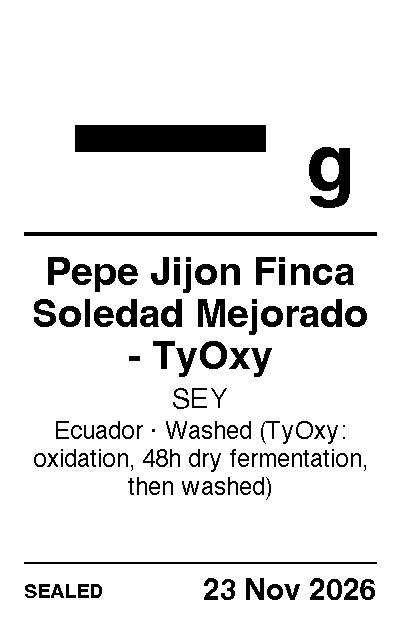 g
Pepe Jijon Finca
Soledad Mejorado
- TyOxy
SEY
Ecuador · Washed (TyOxy:
oxidation, 48h dry fermentation,
then washed)
SEALED 23 Nov 2026